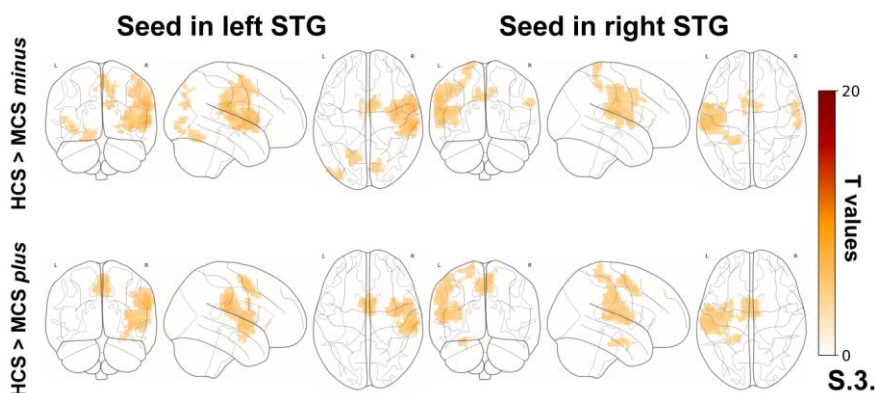 Seed in left STG
Seed in right STG
HCS > MCS minus
L R
L R
L R
L R
20
T values
0
HCS > MCS plus
L R
L R
L R
L R
S.3.